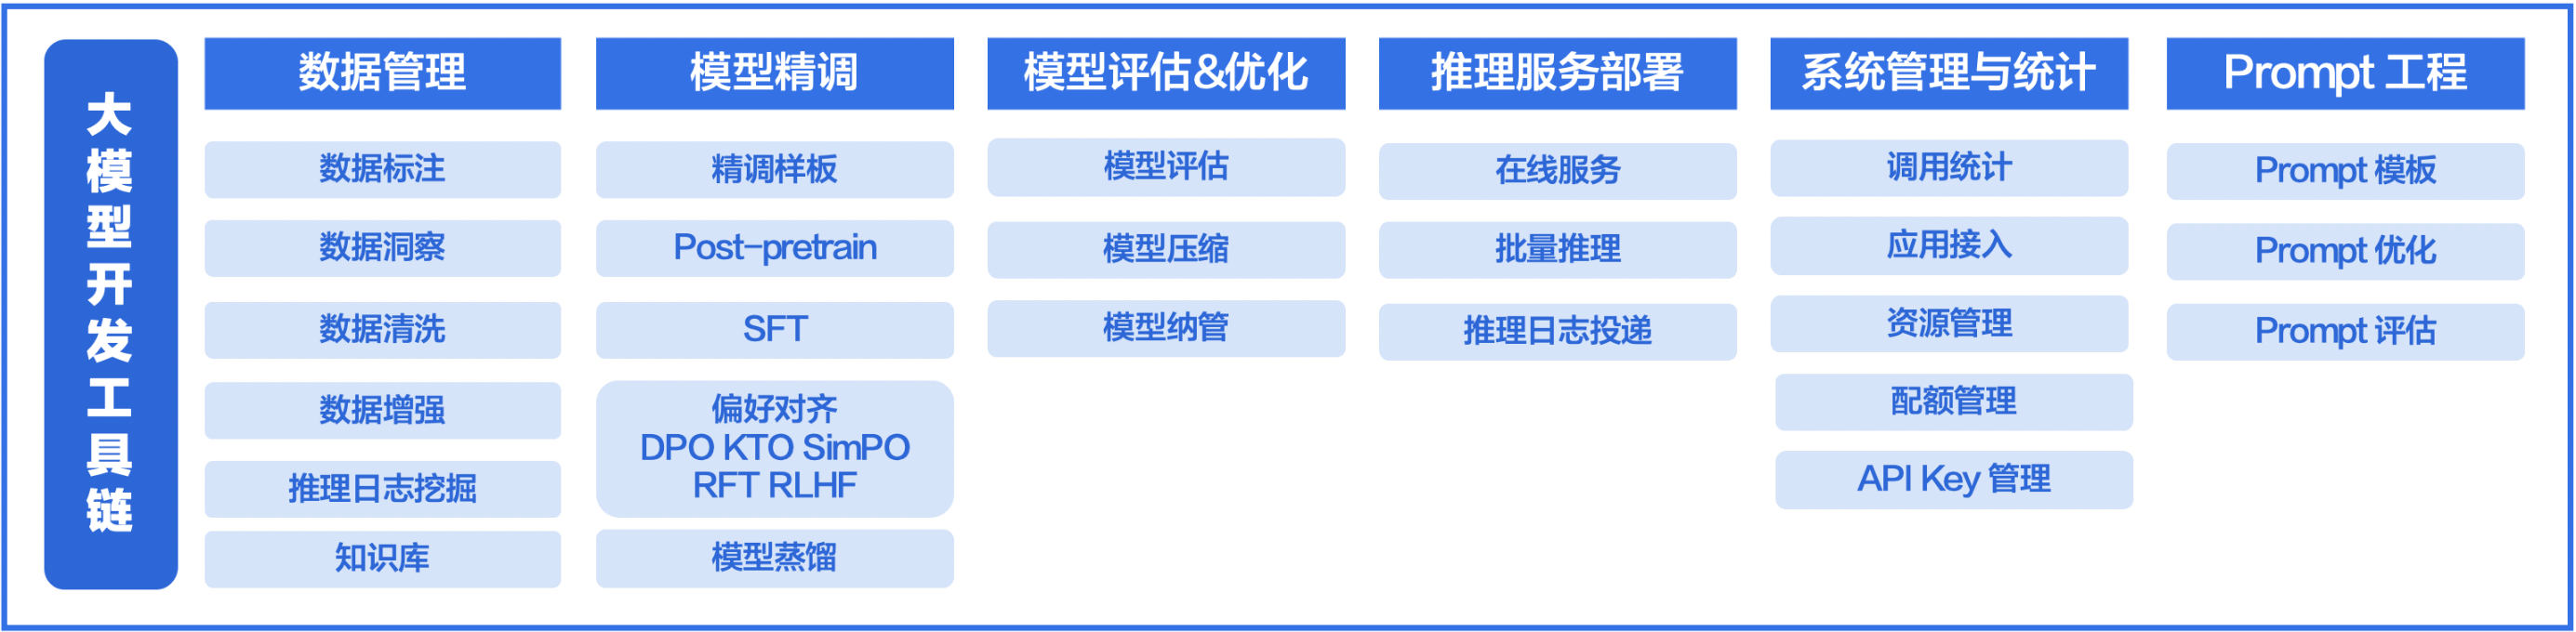 大模型开发工具链
数据管理
数据标注
数据洞察
数据清洗
数据增强
推理日志挖掘
知识库
模型精调
精调样板
Post-pretrain
SFT
偏好对齐
DPO KTO SimPO
RFT RLHF
模型蒸馏
模型评估&优化
模型评估
模型压缩
模型纳管
推理服务部署
在线服务
批量推理
推理日志投递
系统管理与统计
调用统计
应用接入
资源管理
配额管理
API Key 管理
Prompt 工程
Prompt 模板
Prompt 优化
Prompt 评估